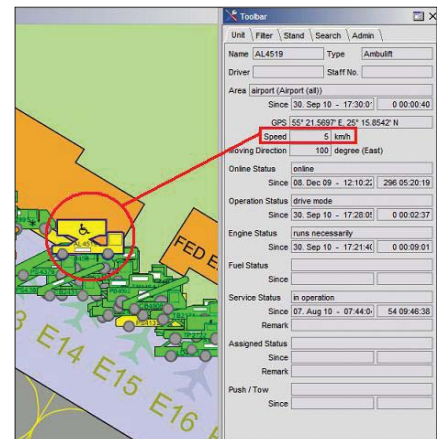 Toolbar
Unit Filter Stand Search Admin
Name AL4519 Type Ambulift
Driver Staff No.
Area airport (Airport (all))
Since 30. Sep 10 - 17:30:0 0 00:00:40
GPS 55° 21.5697' E, 25° 15.8542' N
Speed 5 km/h
Moving Direction 100 degree (East)
Online Status online
Since 08. Dec 09 - 12:10:22 296 05:20:19
Operation Status drive mode
Since 30. Sep 10 - 17:28:0 0 00:02:37
Engine Status runs necessarily
Since 30. Sep 10 - 17:21:4 0 00:09:01
Fuel Status
Since
Service Status in operation
Since 07. Aug 10 - 07:44:0 54 09:46:38
Remark
Assigned Status
Since
Remark
Push / Tow
Since
AL4519
FED E
E14
E15
E16